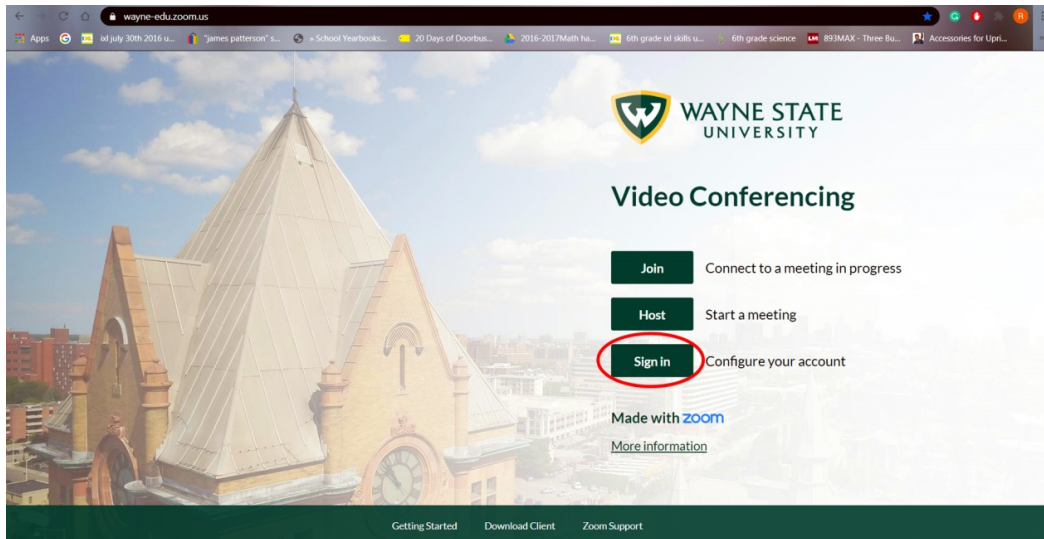 wayne-edu.zoom.us
Apps ixl july 30th 2016 u... "james patterson" s... » School Yearbooks... 20 Days of Doorbus... 2016-2017Math ha... 6th grade ixl skills u... 6th grade science 893MAX - Three Bu... Accessories for Upri...
WAYNE STATE
UNIVERSITY
Video Conferencing
Join Connect to a meeting in progress
Host Start a meeting
Sign in Configure your account
Made with zoom
More information
Getting Started Download Client Zoom Support